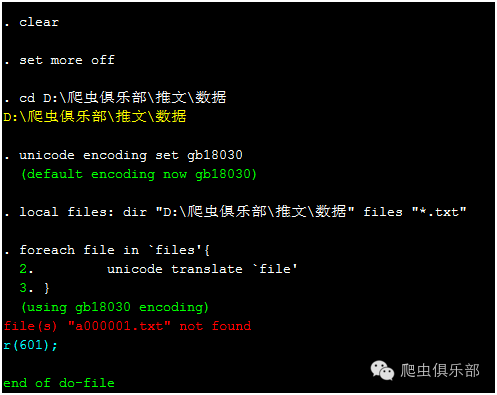 . clear
. set more off
. cd D:\爬虫俱乐部\推文\数据
D:\爬虫俱乐部\推文\数据
. unicode encoding set gb18030
(default encoding now gb18030)
. local files: dir "D:\爬虫俱乐部\推文\数据" files "*.txt"
. foreach file in `files'{
2. unicode translate `file'
3. }
(using gb18030 encoding)
file(s) "a000001.txt" not found
r(601);
end of do-file
爬虫俱乐部